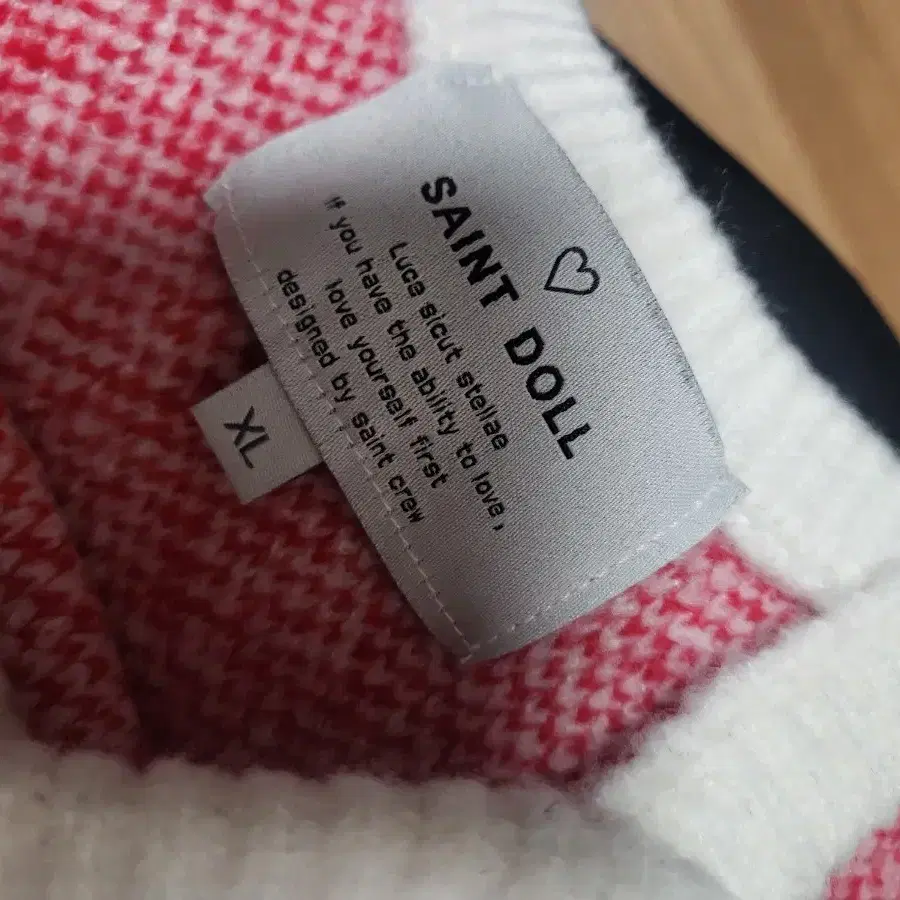 SAINT DOLL
Luce sicut stellae
If you have the ability to love,
love yourself first
designed by saint crew
XL